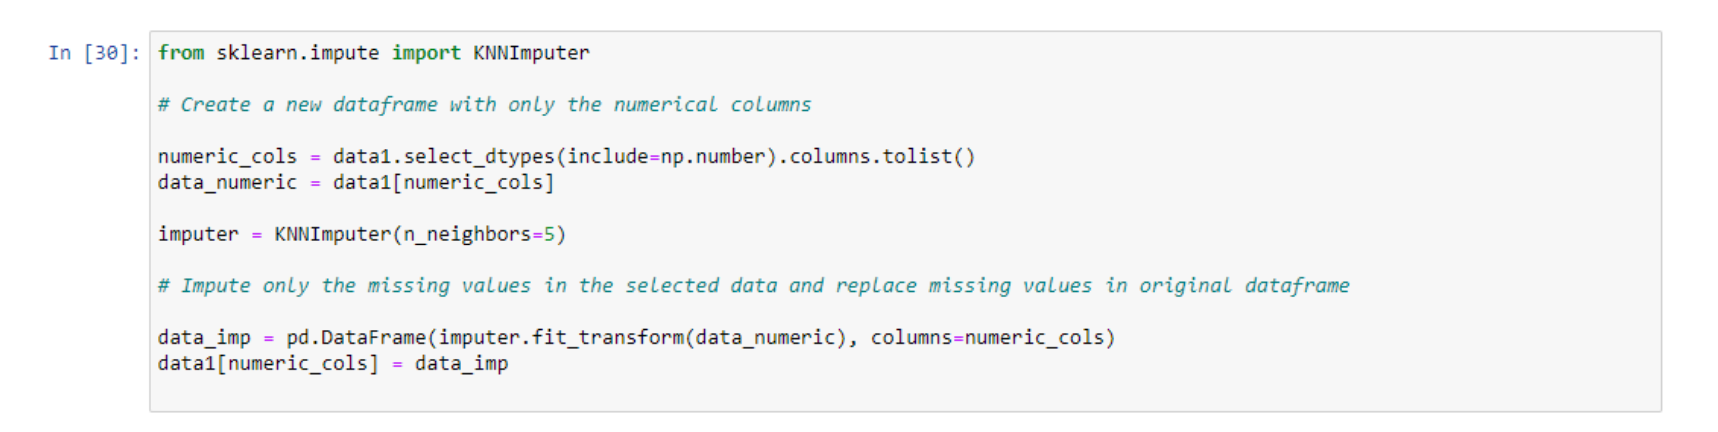 In [30]: from sklearn.impute import KNNImputer
# Create a new dataframe with only the numerical columns
numeric_cols = data1.select_dtypes(include=np.number).columns.tolist()
data_numeric = data1[numeric_cols]
imputer = KNNImputer(n_neighbors=5)
# Impute only the missing values in the selected data and replace missing values in original dataframe
data_imp = pd.DataFrame(imputer.fit_transform(data_numeric), columns=numeric_cols)
data1[numeric_cols] = data_imp